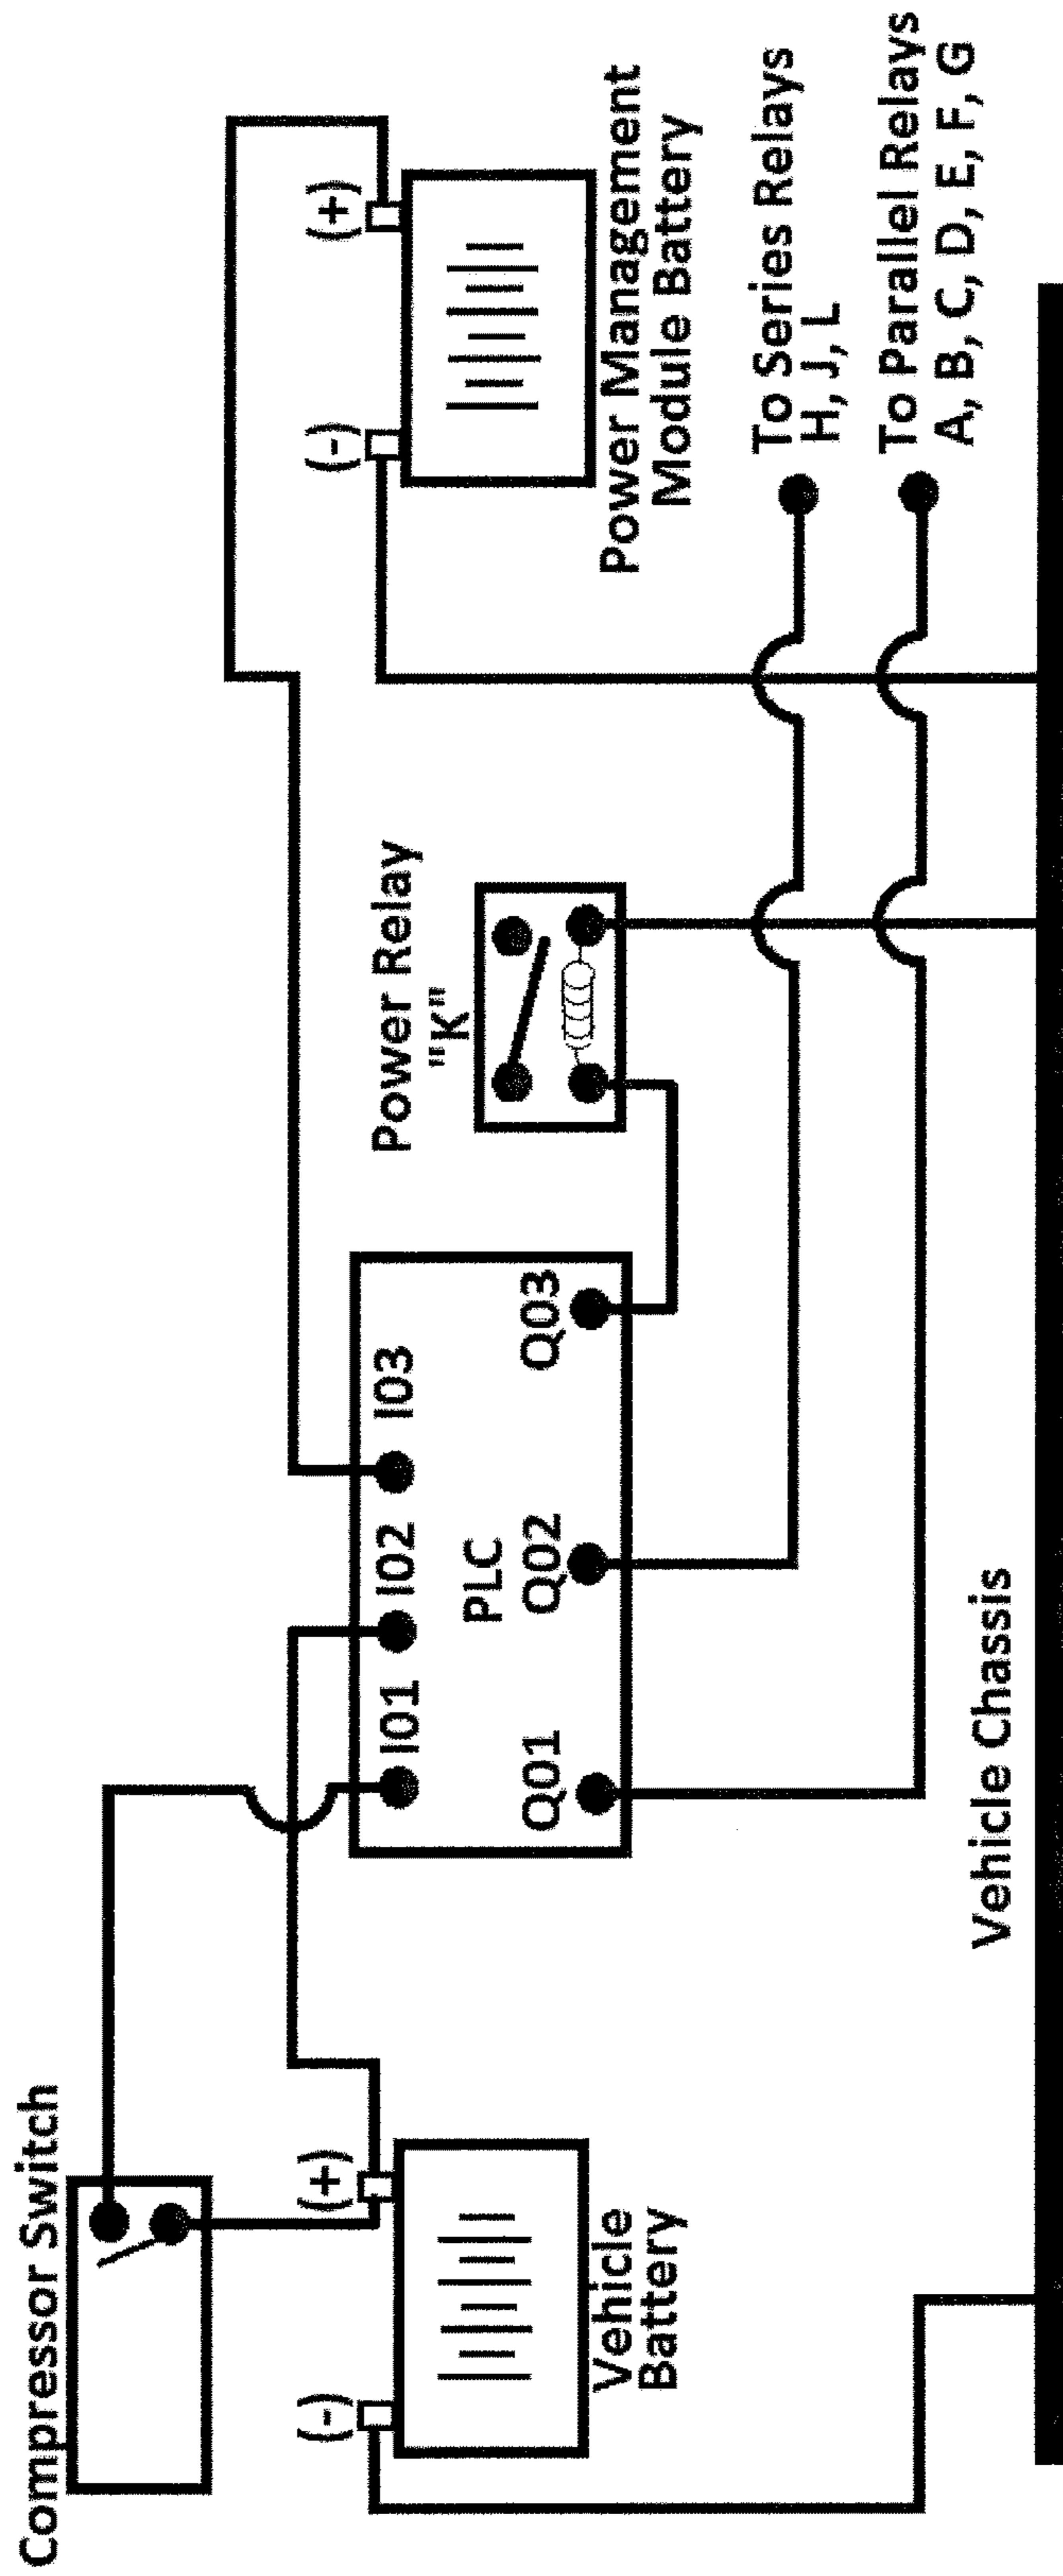 Compressor Switch
(-)
(+)
Vehicle
Battery
I01
I02
I03
PLC
Q01
Q02
Q03
Power Relay
"K"
(-)
(+)
Power Management
Module Battery
To Series Relays
H, J, L
To Parallel Relays
A, B, C, D, E, F, G
Vehicle Chassis